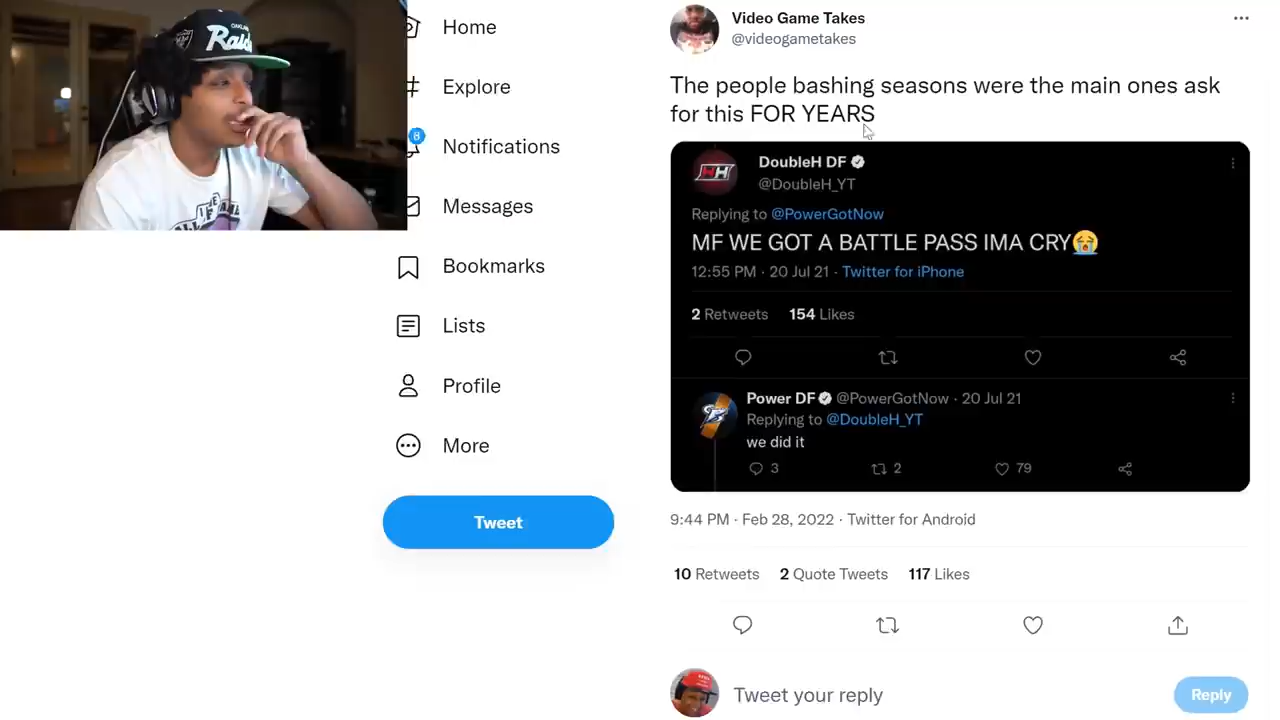 OAKLAND
Raid
Home
Explore
8
Notifications
Messages
Bookmarks
Lists
Profile
More
Tweet
Video Game Takes
@videogametakes
The people bashing seasons were the main ones ask
for this FOR YEARS
DoubleH DF
@DoubleH_YT
Replying to @PowerGotNow
MF WE GOT A BATTLE PASS IMA CRY😭
12:55 PM · 20 Jul 21 · Twitter for iPhone
2 Retweets 154 Likes
Power DF @PowerGotNow · 20 Jul 21
Replying to @DoubleH_YT
we did it
3 2 79
9:44 PM · Feb 28, 2022 · Twitter for Android
10 Retweets 2 Quote Tweets 117 Likes
Tweet your reply
Reply